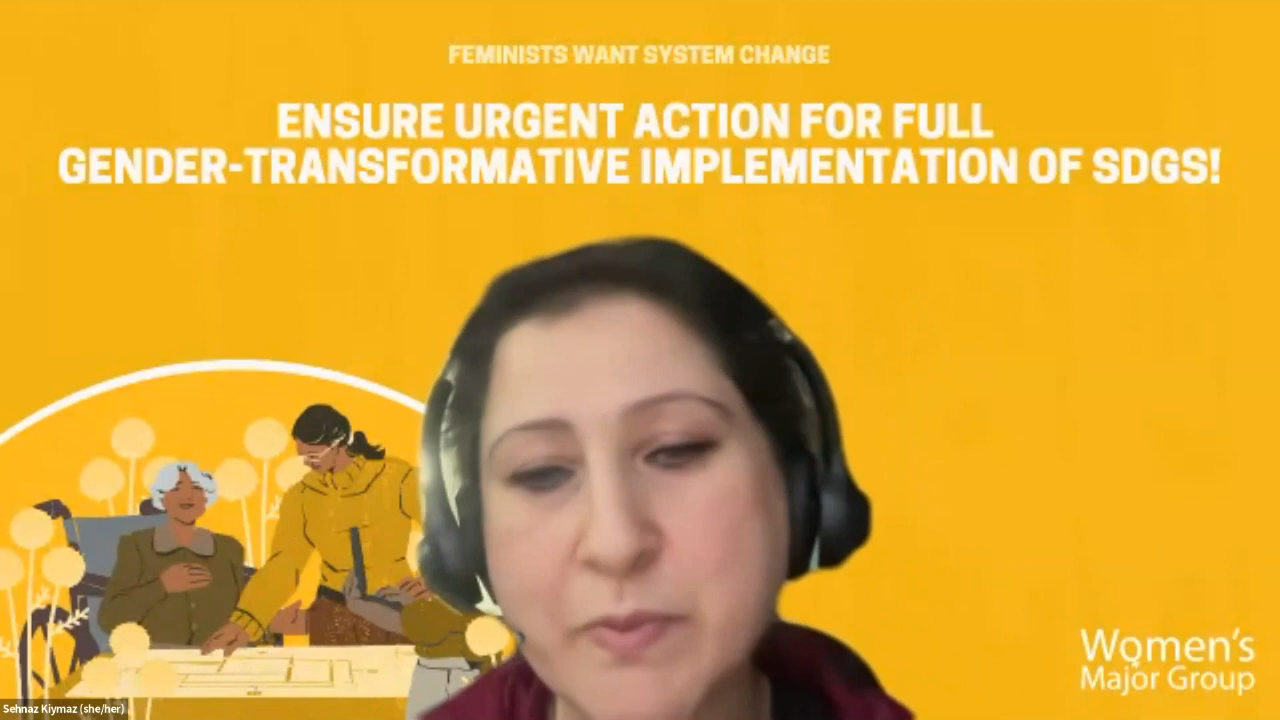 FEMINISTS WANT SYSTEM CHANGE
ENSURE URGENT ACTION FOR FULL
GENDER-TRANSFORMATIVE IMPLEMENTATION OF SDGS!
Women's
Major Group
Sehnaz Kiymaz (she/her)